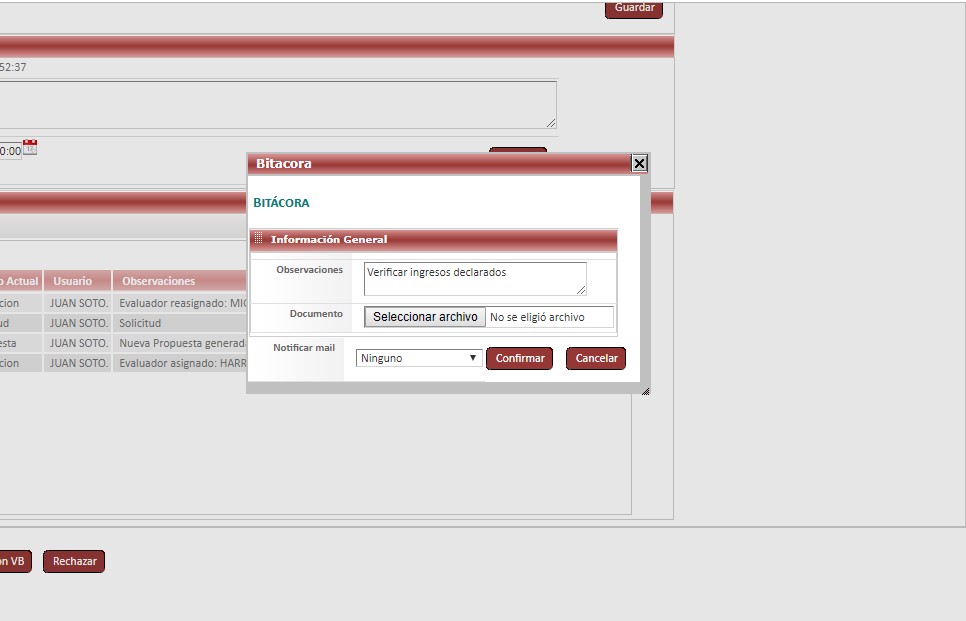 Guardar
52:37
0:00
Bitacora
BITÁCORA
Información General
Observaciones
Verificar ingresos declarados
Documento
Seleccionar archivo No se eligió archivo
Notificar mail
Ninguno
Confirmar
Cancelar
o Actual Usuario Observaciones
cion JUAN SOTO. Evaluador reasignado: MIG
ud JUAN SOTO. Solicitud
esta JUAN SOTO. Nueva Propuesta generad
cion JUAN SOTO. Evaluador asignado: HARR
on VB
Rechazar